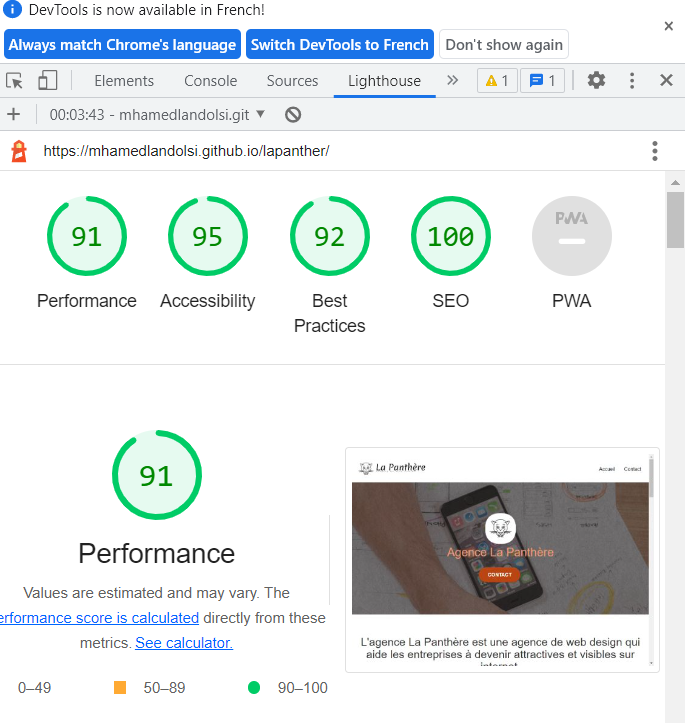 DevTools is now available in French!
Always match Chrome's language Switch DevTools to French Don't show again
Elements Console Sources Lighthouse 1 1
00:03:43 - mhamedlandolsi.git
https://mhamedlandolsi.github.io/lapanther/
91 95 92 100 PWA
Performance Accessibility Best Practices SEO PWA
91
Performance
Values are estimated and may vary. The
erformance score is calculated directly from these
metrics. See calculator.
0–49 50–89 90–100
La Panthère Accueil Contact
Agence La Panthère
CONTACT
L'agence La Panthère est une agence de web design qui
aide les entreprises à devenir attractives et visibles sur
internet